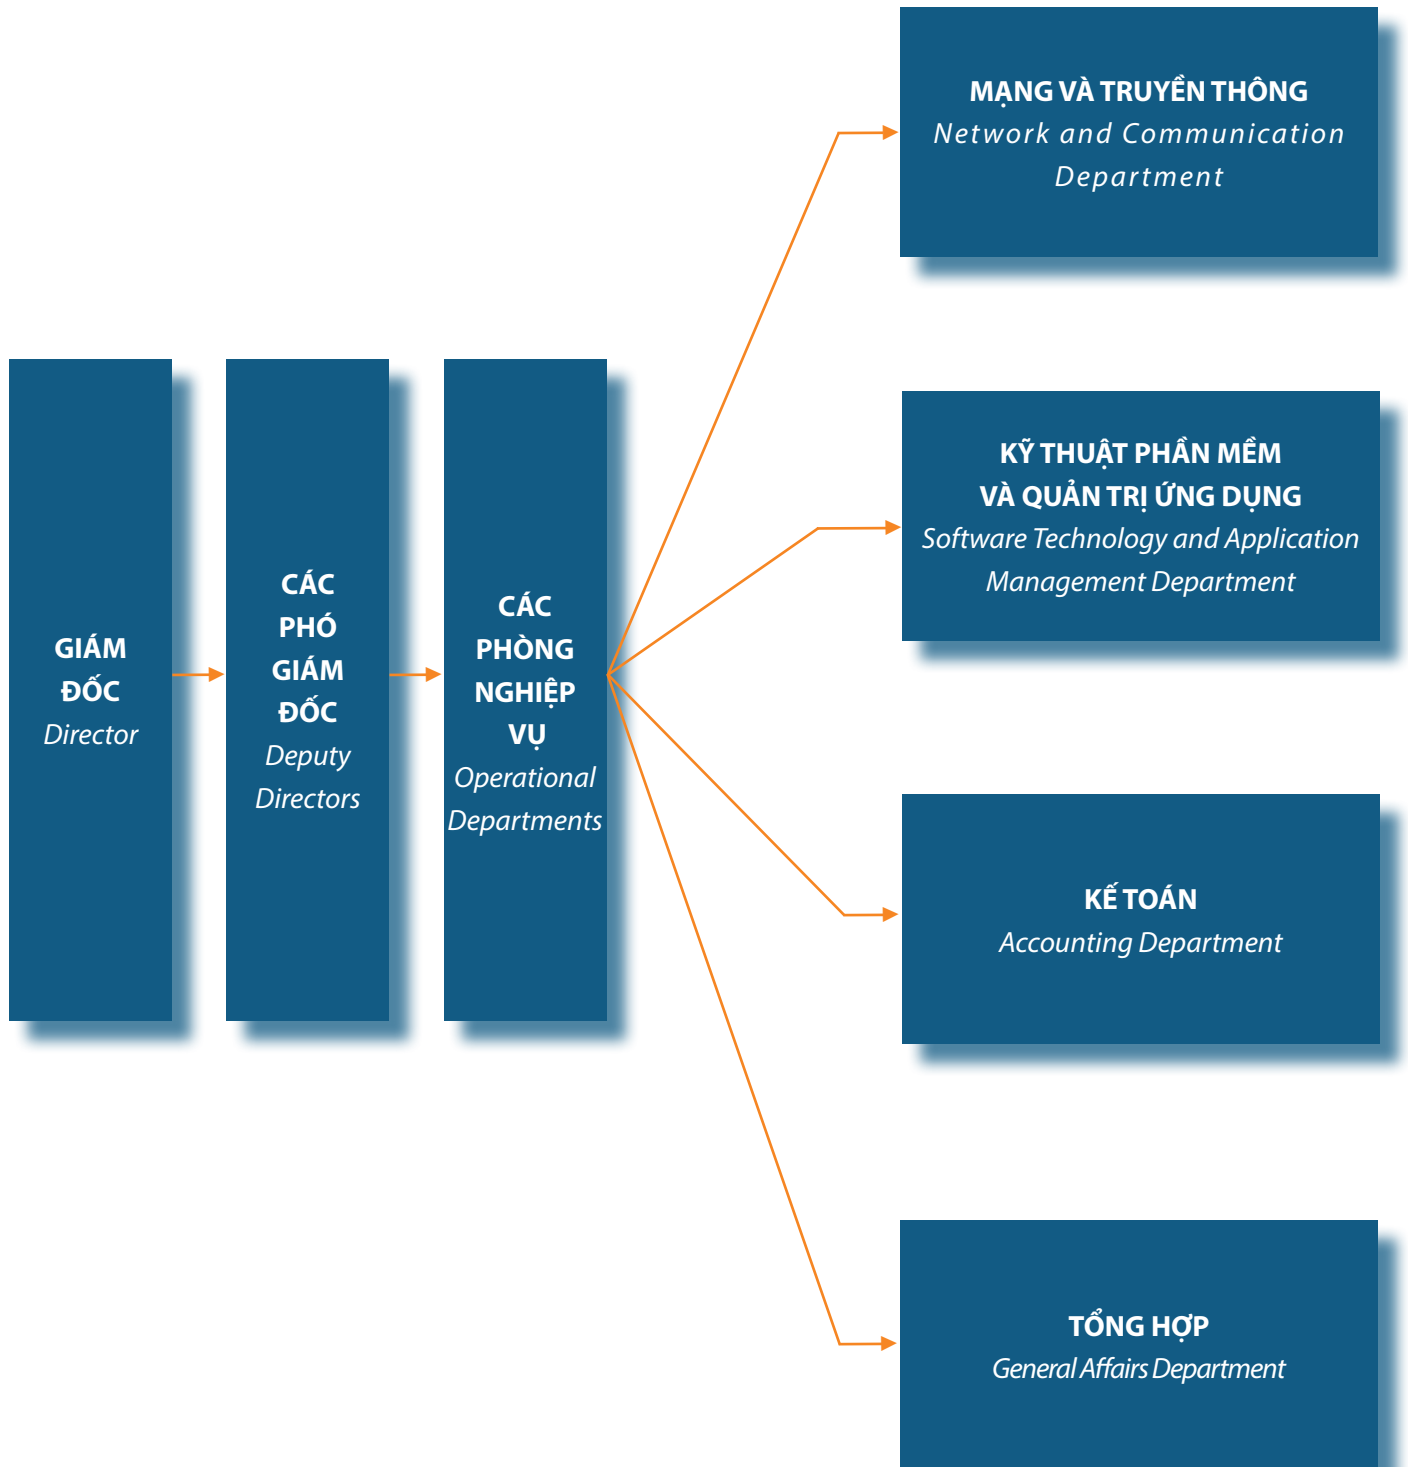 GIÁM
ĐỐC
Director
CÁC
PHÓ
GIÁM
ĐỐC
Deputy
Directors
CÁC
PHÒNG
NGHIỆP
VỤ
Operational
Departments
MẠNG VÀ TRUYỀN THÔNG
Network and Communication
Department
KỸ THUẬT PHẦN MỀM
VÀ QUẢN TRỊ ỨNG DỤNG
Software Technology and Application
Management Department
KẾ TOÁN
Accounting Department
TỔNG HỢP
General Affairs Department